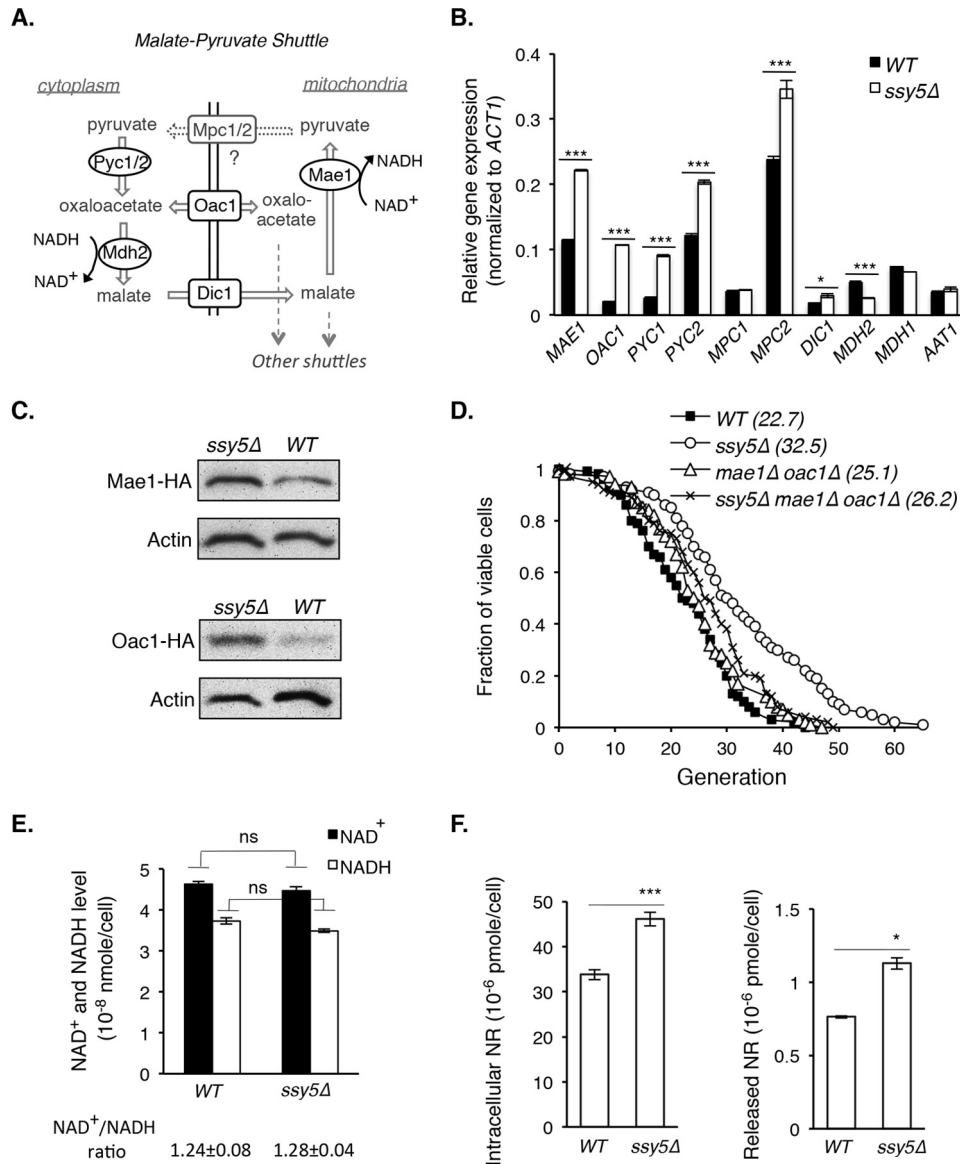 A.
Malate-Pyruvate Shuttle
cytoplasm
mitochondria
pyruvate
Mpc1/2
pyruvate
?
Pyc1/2
Mae1
NADH
NAD+
oxaloacetate
Oac1
oxalo-
acetate
NADH
Mdh2
NAD+
malate
Dic1
malate
Other shuttles
B.
WT
ssy5Δ
Relative gene expression
(normalized to ACT1)
0.4
0.3
0.2
0.1
0
***
***
***
***
***
*
***
MAE1
OAC1
PYC1
PYC2
MPC1
MPC2
DIC1
MDH2
MDH1
AAT1
C.
ssy5Δ WT
Mae1-HA
Actin
ssy5Δ WT
Oac1-HA
Actin
D.
WT (22.7)
ssy5Δ (32.5)
mae1Δ oac1Δ (25.1)
ssy5Δ mae1Δ oac1Δ (26.2)
Fraction of viable cells
1
0.8
0.6
0.4
0.2
0
0 10 20 30 40 50 60
Generation
E.
NAD+
NADH
ns
ns
NAD+ and NADH level
(10-8 nmole/cell)
5
4
3
2
1
0
WT ssy5Δ
NAD+/NADH
ratio
1.24±0.08 1.28±0.04
F.
Intracellular NR (10-6 pmole/cell)
50
40
30
20
10
0
***
WT ssy5Δ
Released NR (10-6 pmole/cell)
1.5
1
0.5
0
*
WT ssy5Δ